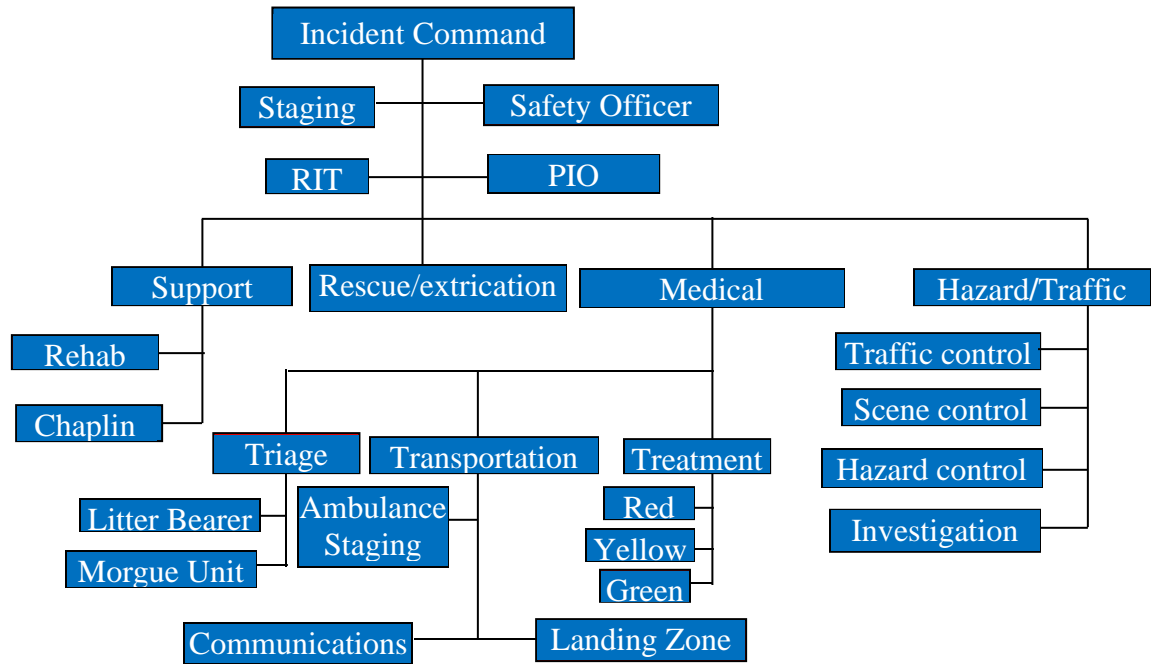 Incident Command
Staging
Safety Officer
RIT
PIO
Support
Rescue/extrication
Medical
Hazard/Traffic
Rehab
Chaplin
Traffic control
Scene control
Hazard control
Investigation
Triage
Transportation
Treatment
Litter Bearer
Morgue Unit
Ambulance
Staging
Red
Yellow
Green
Communications
Landing Zone